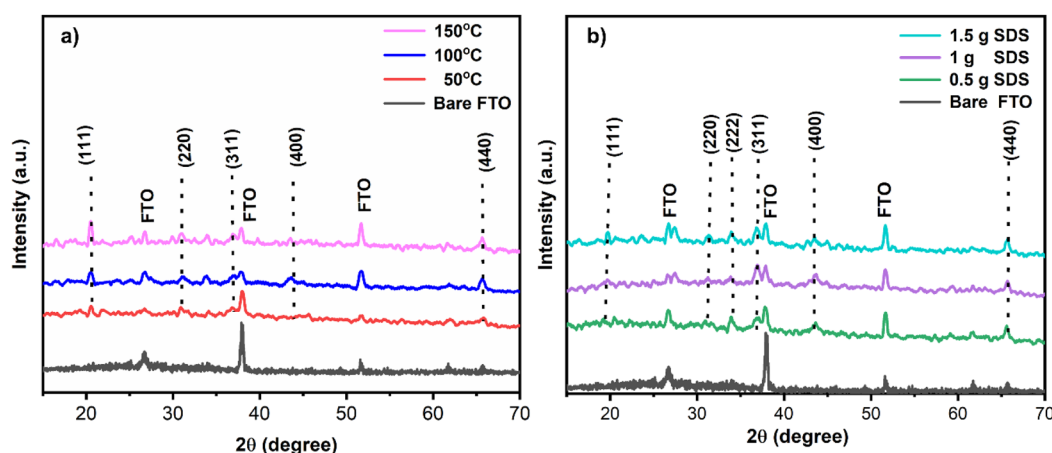 a)
150°C
100°C
50°C
Bare FTO
(111)
(220)
(311)
(400)
(440)
FTO
FTO
FTO
Intensity (a.u.)
20 30 40 50 60 70
2θ (degree)
b)
1.5 g SDS
1 g SDS
0.5 g SDS
Bare FTO
(111)
(220)
(222)
(311)
(400)
(440)
FTO
FTO
FTO
Intensity (a.u.)
20 30 40 50 60 70
2θ (degree)